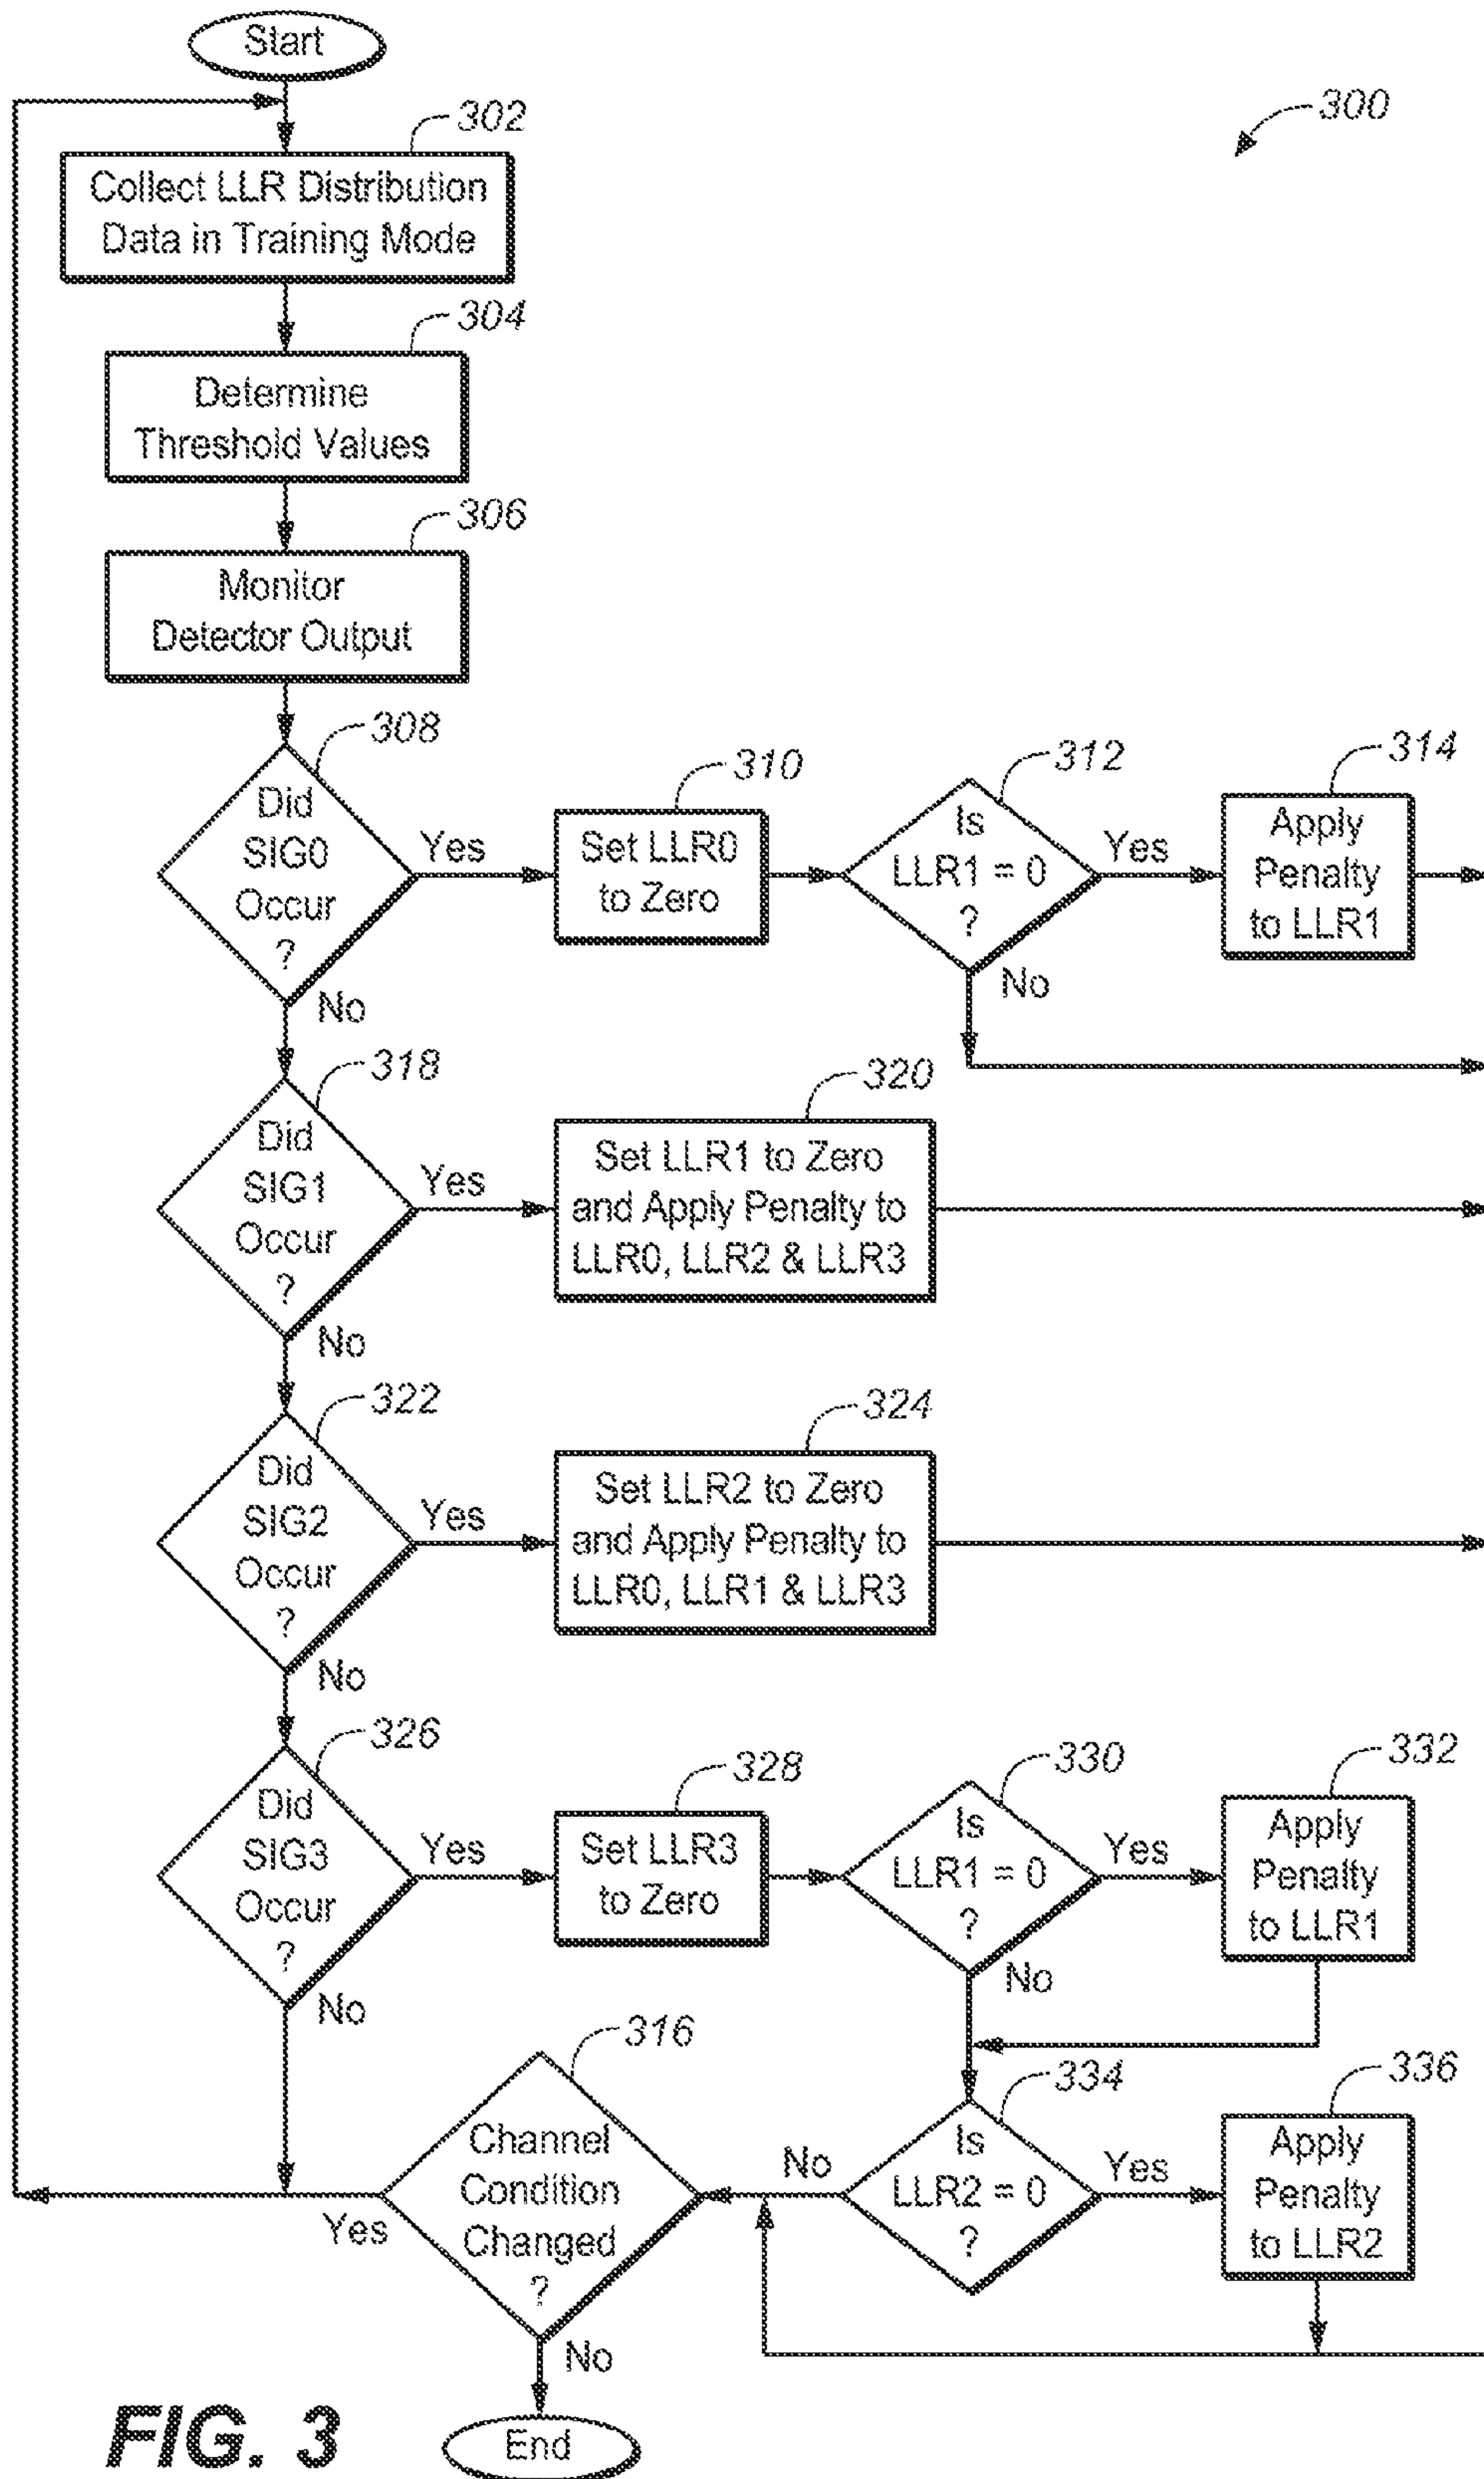 Start
300
302
Collect LLR Distribution
Data in Training Mode
304
Determine
Threshold Values
306
Monitor
Detector Output
308
Did
SIG0
Occur
?
Yes
No
310
Set LLR0
to Zero
312
Is
LLR1 = 0
?
Yes
No
314
Apply
Penalty
to LLR1
318
Did
SIG1
Occur
?
Yes
No
320
Set LLR1 to Zero
and Apply Penalty to
LLR0, LLR2 & LLR3
322
Did
SIG2
Occur
?
Yes
No
324
Set LLR2 to Zero
and Apply Penalty to
LLR0, LLR1 & LLR3
326
Did
SIG3
Occur
?
Yes
No
328
Set LLR3
to Zero
330
Is
LLR1 = 0
?
Yes
No
332
Apply
Penalty
to LLR1
316
Channel
Condition
Changed
?
Yes
No
334
Is
LLR2 = 0
?
No
Yes
336
Apply
Penalty
to LLR2
End
FIG. 3